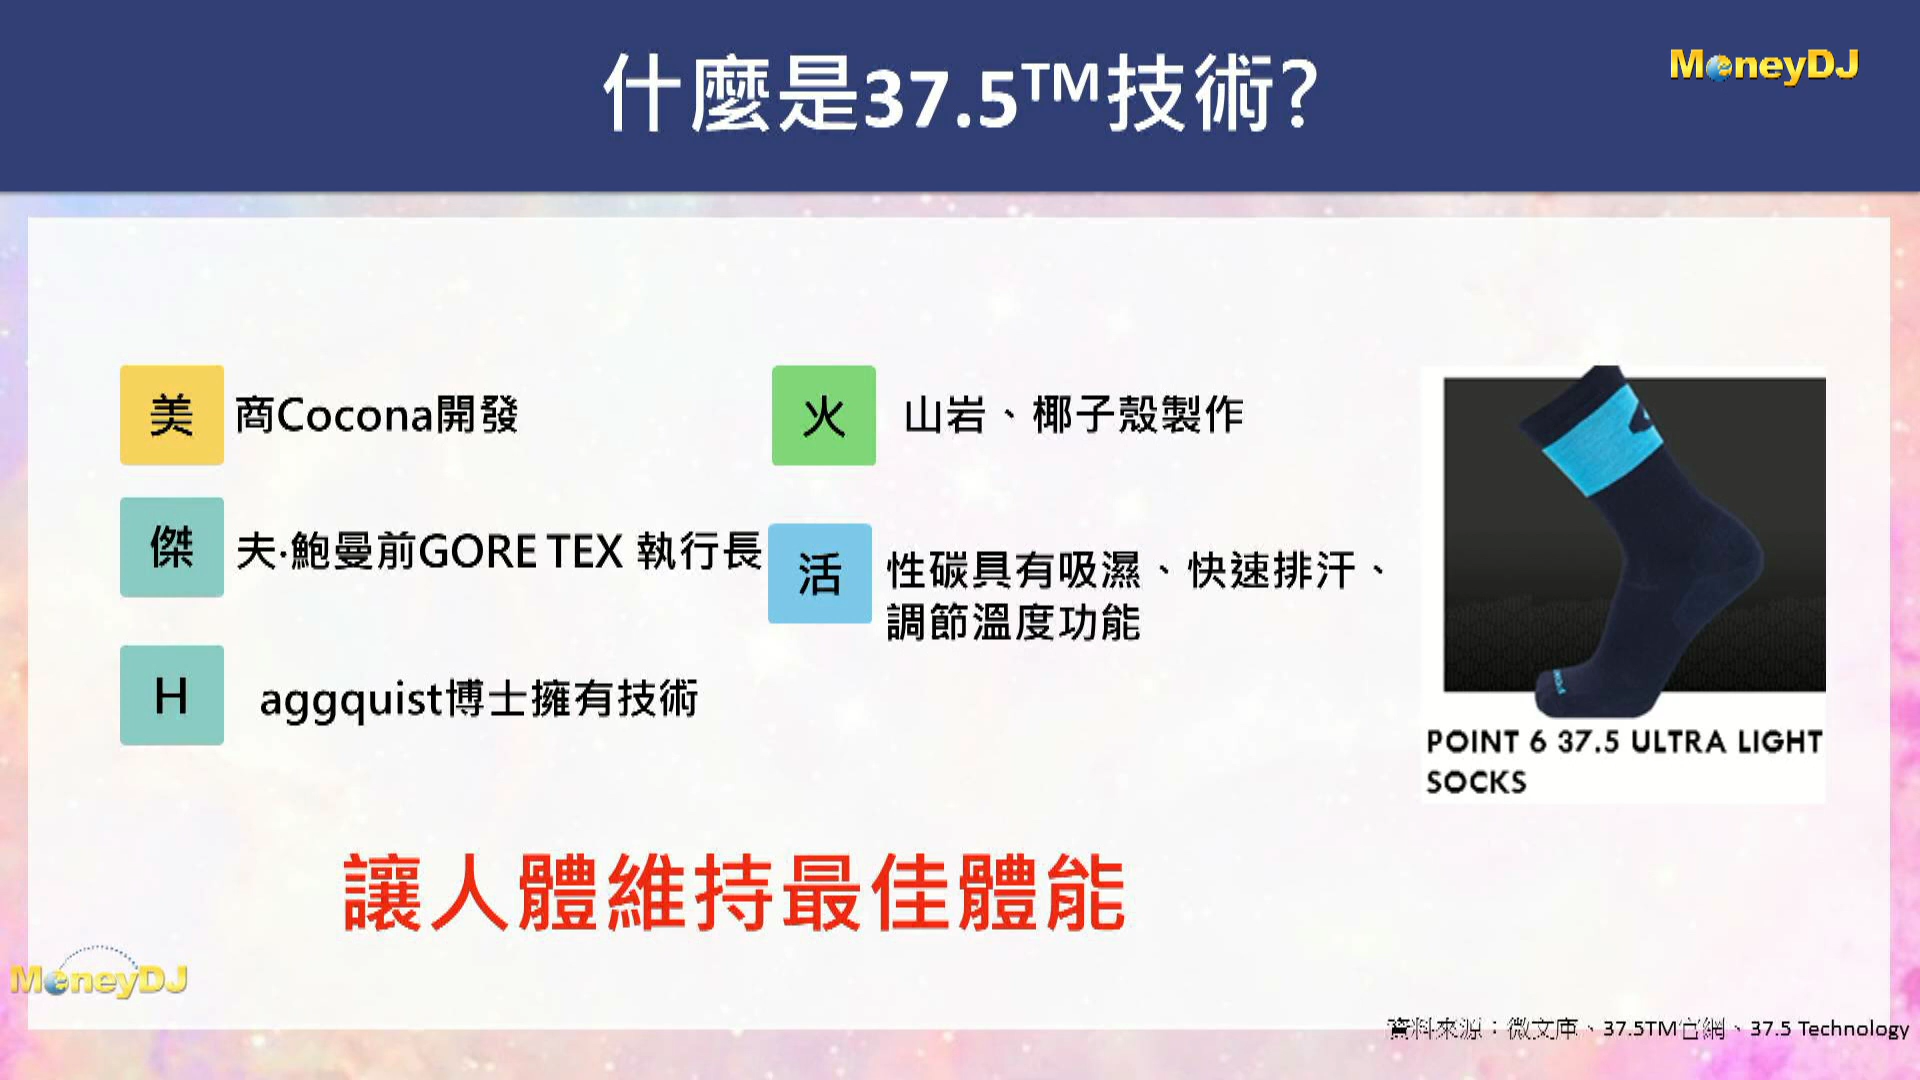 什麼是37.5TM技術?
MoneyDJ
美 商Cocona開發
傑 夫·鮑曼前GORE TEX 執行長
H aggquist博士擁有技術
火 山岩、椰子殼製作
活 性碳具有吸濕、快速排汗、
調節溫度功能
POINT 6 37.5 ULTRA LIGHT
SOCKS
讓人體維持最佳體能
MoneyDJ
資料來源：微文庫、37.5TM官網、37.5 Technology